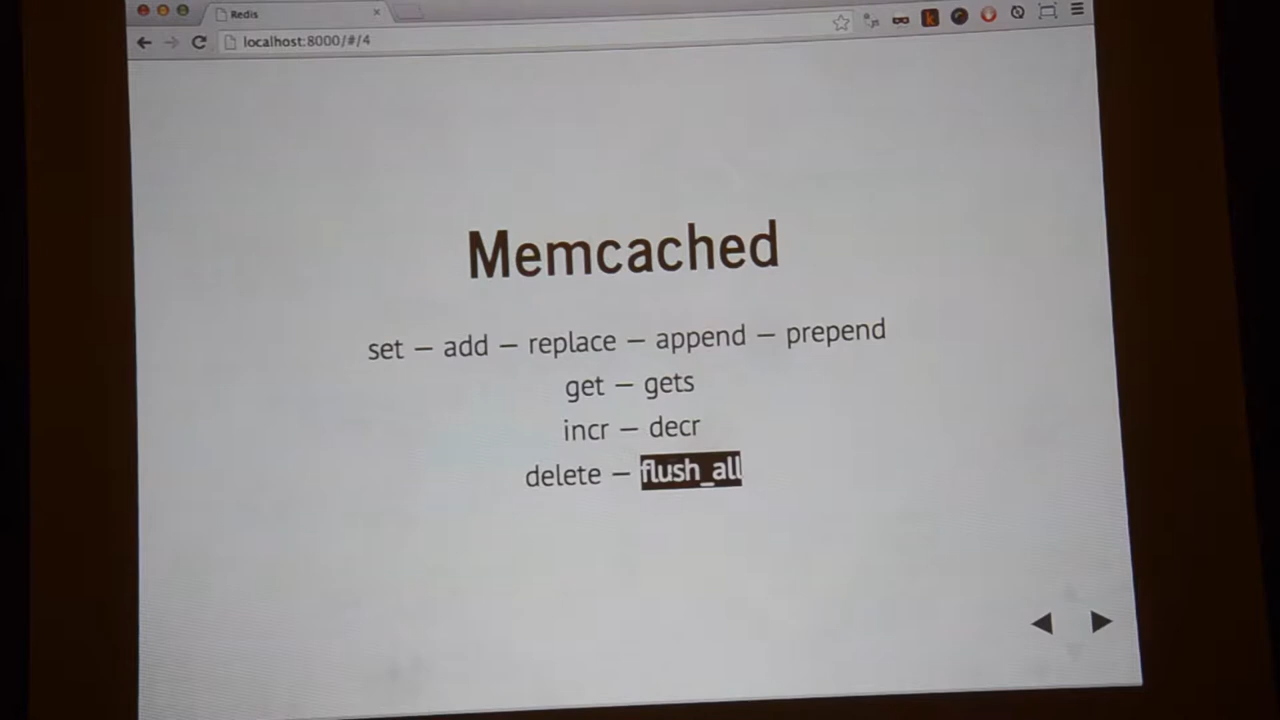 Redis
localhost:8000/#/4
Memcached
set – add – replace – append – prepend
get – gets
incr – decr
delete – flush_all